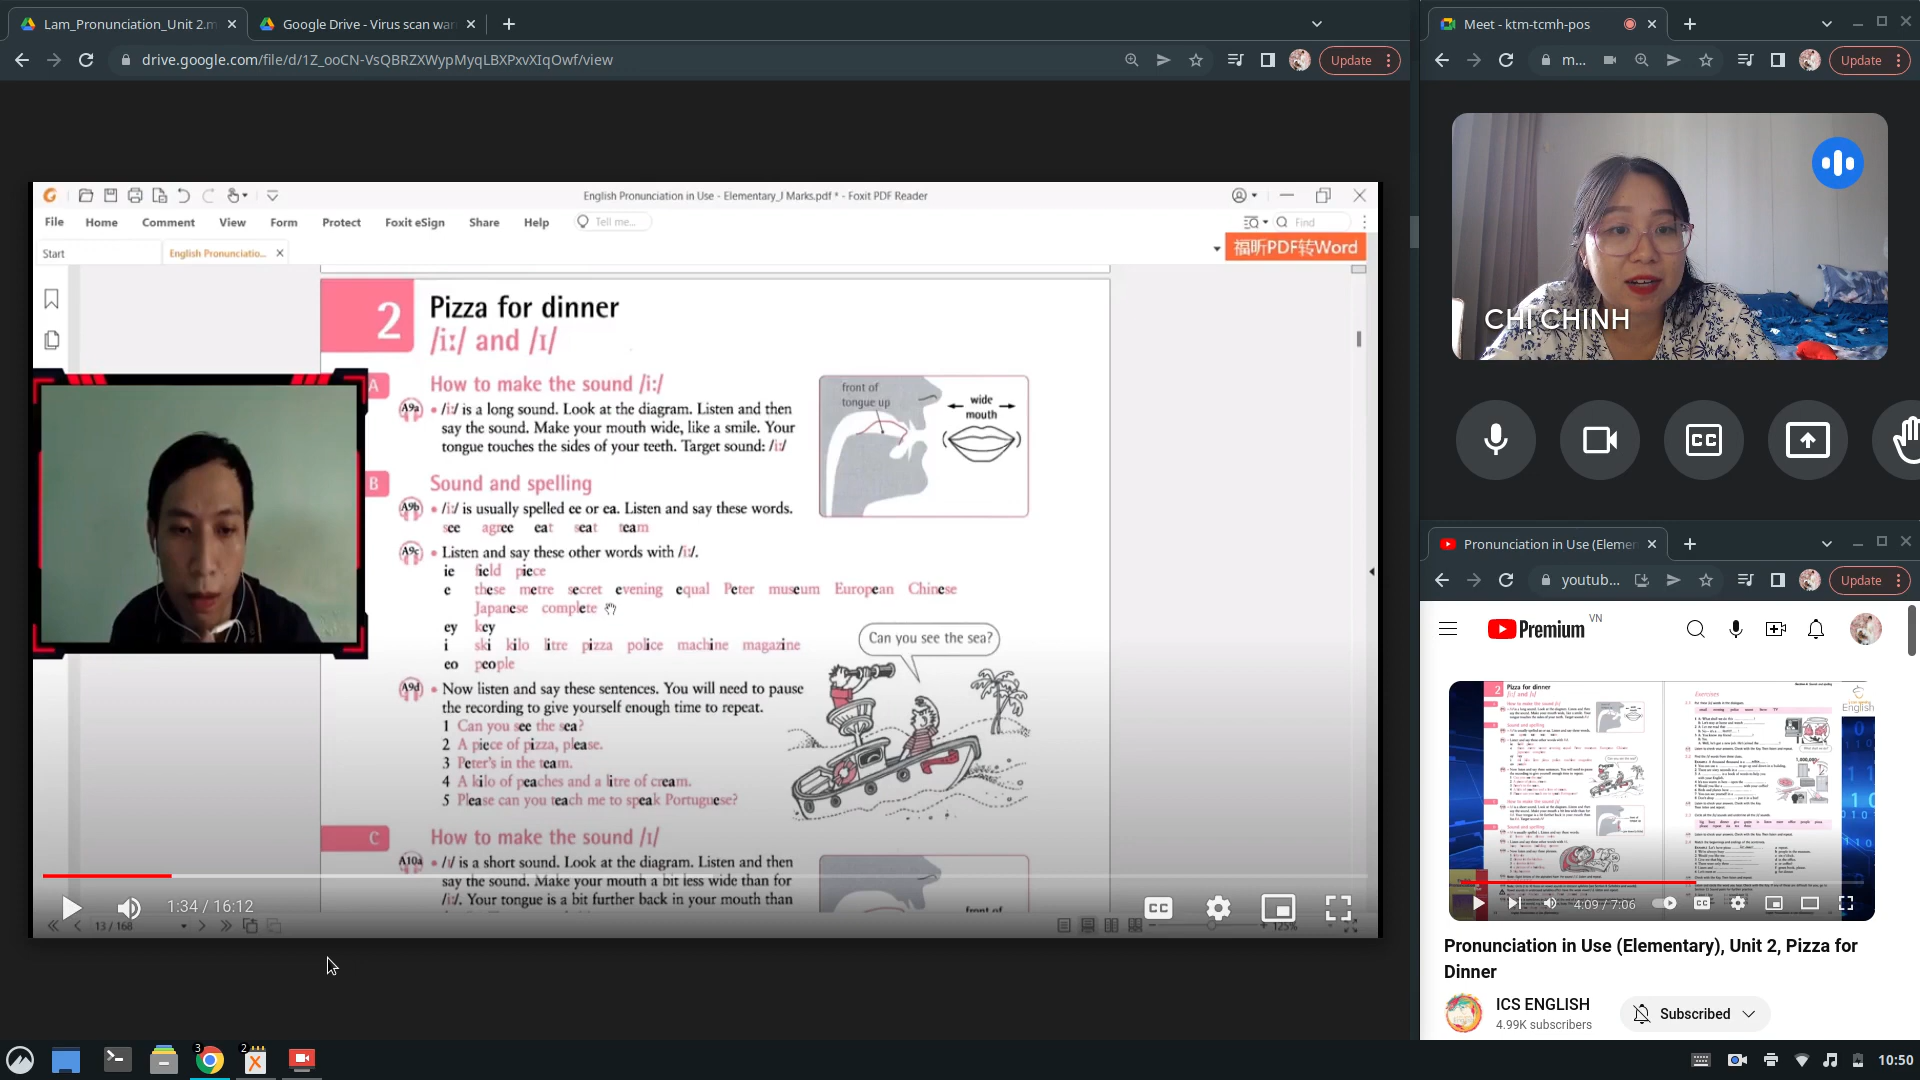 Lam_Pronunciation_Unit 2.m
Google Drive - Virus scan war
drive.google.com/file/d/1Z_ooCN-VsQBRZXWypMyqLBXPxvXIqOwf/view
Update
English Pronunciation in Use - Elementary_J Marks.pdf * - Foxit PDF Reader
File Home Comment View Form Protect Foxit eSign Share Help Tell me... Find
Start English Pronunciatio...
福昕PDF转Word
2
Pizza for dinner
/iː/ and /ɪ/
A
How to make the sound /iː/
A9a • /iː/ is a long sound. Look at the diagram. Listen and then
say the sound. Make your mouth wide, like a smile. Your
tongue touches the sides of your teeth. Target sound: /iː/
front of
tongue up
wide
mouth
B
Sound and spelling
A9b • /iː/ is usually spelled ee or ea. Listen and say these words.
see agree eat seat team
A9c • Listen and say these other words with /iː/.
ie field piece
e these metre secret evening equal Peter museum European Chinese
Japanese complete
ey key
i ski kilo litre pizza police machine magazine
eo people
Can you see the sea?
A9d • Now listen and say these sentences. You will need to pause
the recording to give yourself enough time to repeat.
1 Can you see the sea?
2 A piece of pizza, please.
3 Peter's in the team.
4 A kilo of peaches and a litre of cream.
5 Please can you teach me to speak Portuguese?
C
How to make the sound /ɪ/
A10a • /ɪ/ is a short sound. Look at the diagram. Listen and then
say the sound. Make your mouth a bit less wide than for
/iː/. Your tongue is a bit further back in your mouth than
front of
1:34 / 16:12
CC
13 / 168
125%
Meet - ktm-tcmh-pos
m...
Update
CHỊ CHINH
CC
Pronunciation in Use (Elemen
youtub...
Update
Premium VN
2
Pizza for dinner
Exercises
English
4:09 / 7:06
Pronunciation in Use (Elementary), Unit 2, Pizza for
Dinner
ICS ENGLISH
4.99K subscribers
Subscribed
3
2
10:50